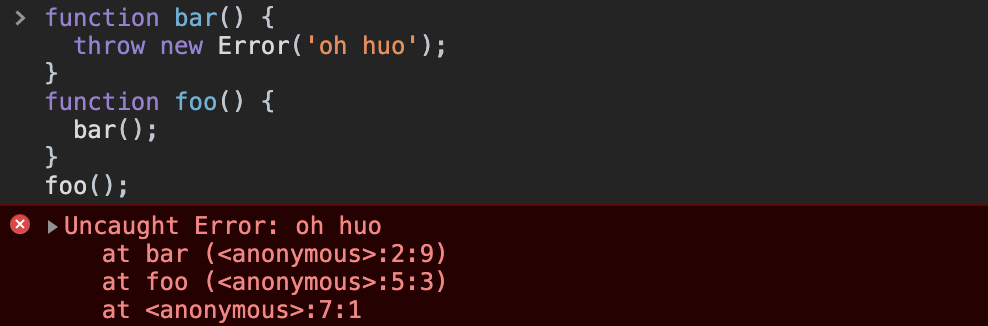 > function bar() {
  throw new Error('oh huo');
}
function foo() {
  bar();
}
foo();
Uncaught Error: oh huo
    at bar (<anonymous>:2:9)
    at foo (<anonymous>:5:3)
    at <anonymous>:7:1